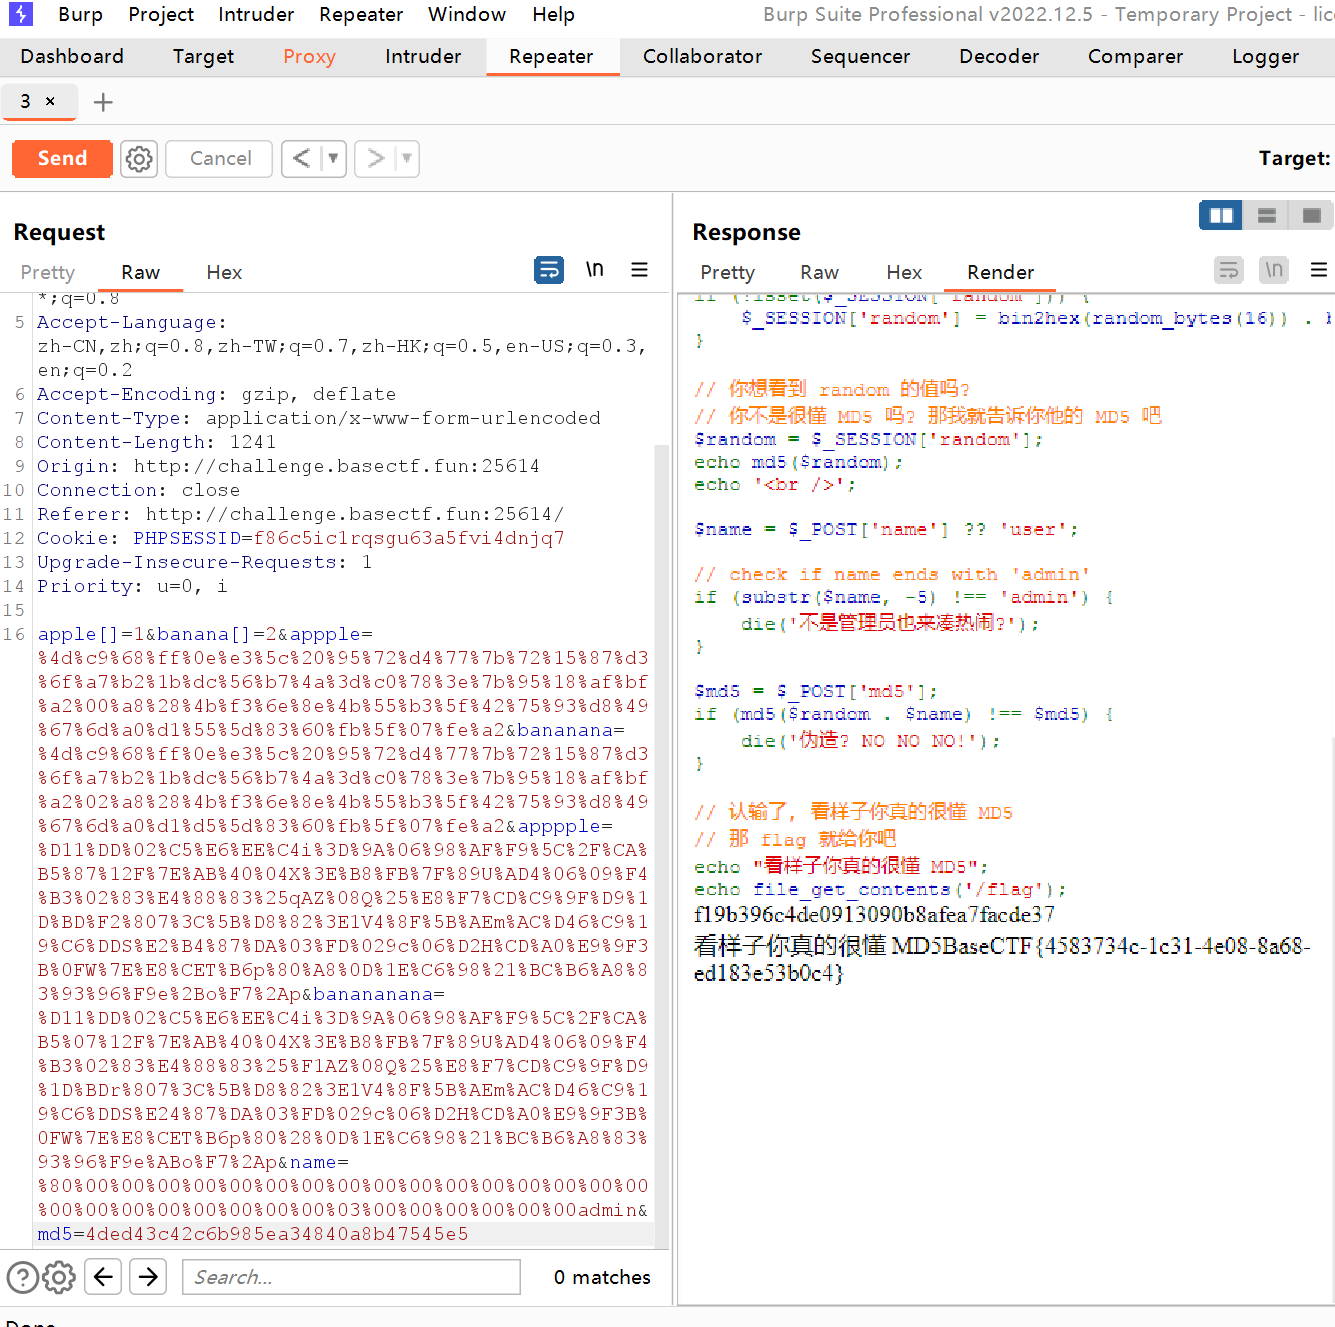 Burp Project Intruder Repeater Window Help Burp Suite Professional v2022.12.5 - Temporary Project - lic
Dashboard Target Proxy Intruder Repeater Collaborator Sequencer Decoder Comparer Logger
3 × +
Send Cancel < ▼ > ▼ Target:
Request
Pretty Raw Hex \n
*;q=0.8
5 Accept-Language:
zh-CN,zh;q=0.8,zh-TW;q=0.7,zh-HK;q=0.5,en-US;q=0.3,
en;q=0.2
6 Accept-Encoding: gzip, deflate
7 Content-Type: application/x-www-form-urlencoded
8 Content-Length: 1241
9 Origin: http://challenge.basectf.fun:25614
10 Connection: close
11 Referer: http://challenge.basectf.fun:25614/
12 Cookie: PHPSESSID=f86c5ic1rqsgu63a5fvi4dnjq7
13 Upgrade-Insecure-Requests: 1
14 Priority: u=0, i
15
16 apple[]=1&banana[]=2&appple=
%4d%c9%68%ff%0e%e3%5c%20%95%72%d4%77%7b%72%15%87%d3
%6f%a7%b2%1b%dc%56%b7%4a%3d%c0%78%3e%7b%95%18%af%bf
%a2%00%a8%28%4b%f3%6e%8e%4b%55%b3%5f%42%75%93%d8%49
%67%6d%a0%d1%55%5d%83%60%fb%5f%07%fe%a2&bananana=
%4d%c9%68%ff%0e%e3%5c%20%95%72%d4%77%7b%72%15%87%d3
%6f%a7%b2%1b%dc%56%b7%4a%3d%c0%78%3e%7b%95%18%af%bf
%a2%02%a8%28%4b%f3%6e%8e%4b%55%b3%5f%42%75%93%d8%49
%67%6d%a0%d1%d5%5d%83%60%fb%5f%07%fe%a2&apppple=
%D11%DD%02%C5%E6%EE%C4i%3D%9A%06%98%AF%F9%5C%2F%CA%
B5%87%12F%7E%AB%40%04X%3E%B8%FB%7F%89U%AD4%06%09%F4
%B3%02%83%E4%88%83%25qAZ%08Q%25%E8%F7%CD%C9%9F%D9%1
D%BD%F2%807%3C%5B%D8%82%3E1V4%8F%5B%AEm%AC%D46%C9%1
9%C6%DDS%E2%B4%87%DA%03%FD%029c%06%D2H%CD%A0%E9%9F3
B%0FW%7E%E8%CET%B6p%80%A8%0D%1E%C6%98%21%BC%B6%A8%8
3%93%96%F9e%2Bo%F7%2Ap&banananana=
%D11%DD%02%C5%E6%EE%C4i%3D%9A%06%98%AF%F9%5C%2F%CA%
B5%07%12F%7E%AB%40%04X%3E%B8%FB%7F%89U%AD4%06%09%F4
%B3%02%83%E4%88%83%25%F1AZ%08Q%25%E8%F7%CD%C9%9F%D9
%1D%BDr%807%3C%5B%D8%82%3E1V4%8F%5B%AEm%AC%D46%C9%1
9%C6%DDS%E24%87%DA%03%FD%029c%06%D2H%CD%A0%E9%9F3B%
0FW%7E%E8%CET%B6p%80%28%0D%1E%C6%98%21%BC%B6%A8%83%
93%96%F9e%ABo%F7%2Ap&name=
%80%00%00%00%00%00%00%00%00%00%00%00%00%00%00%00%00
%00%00%00%00%00%00%00%03%00%00%00%00%00%00admin&
md5=4ded43c42c6b985ea34840a8b47545e5
Search... 0 matches
Response
Pretty Raw Hex Render \n
if (!isset($_SESSION['random'])) {
$_SESSION['random'] = bin2hex(random_bytes(16)) .
}
// 你想看到 random 的值吗?
// 你不是很懂 MD5 吗? 那我就告诉你他的 MD5 吧
$random = $_SESSION['random'];
echo md5($random);
echo '<br />';
$name = $_POST['name'] ?? 'user';
// check if name ends with 'admin'
if (substr($name, -5) !== 'admin') {
die('不是管理员也来凑热闹?');
}
$md5 = $_POST['md5'];
if (md5($random . $name) !== $md5) {
die('伪造? NO NO NO!');
}
// 认输了, 看样子你真的很懂 MD5
// 那 flag 就给你吧
echo "看样子你真的很懂 MD5";
echo file_get_contents('/flag');
f19b396c4de0913090b8afea7facde37
看样子你真的很懂 MD5BaseCTF{4583734c-1c31-4e08-8a68-
ed183e53b0c4}